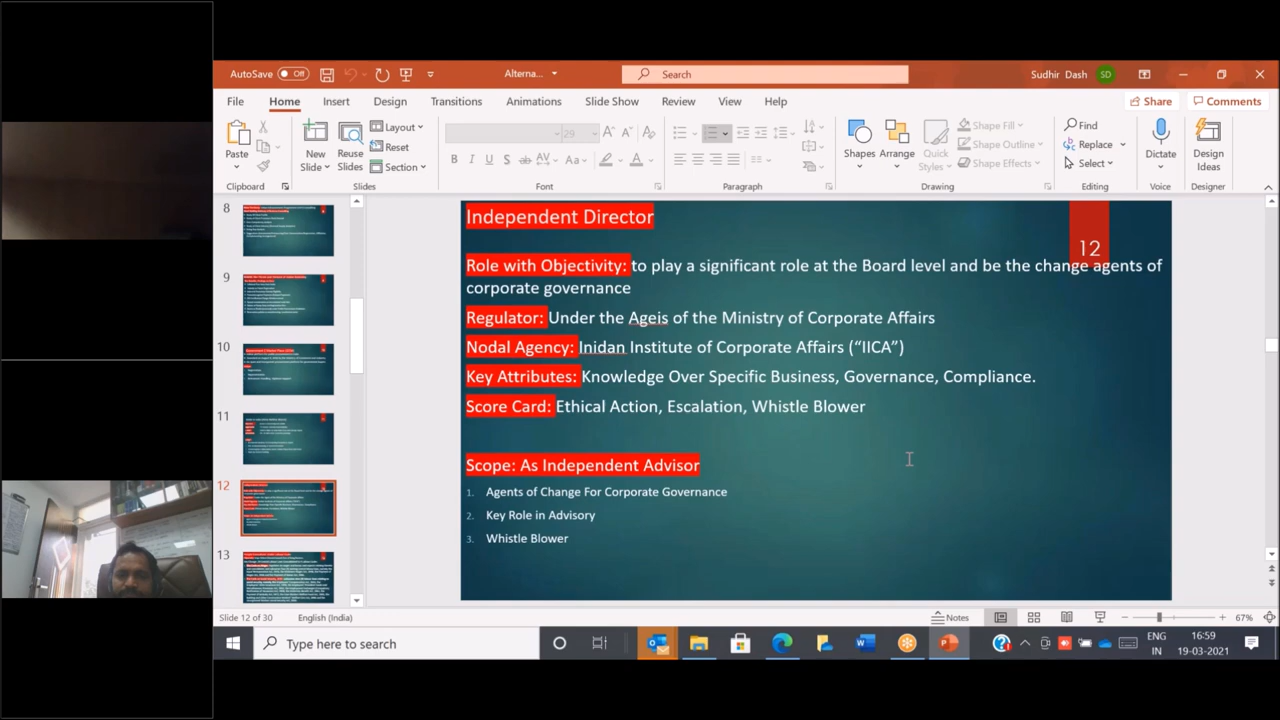 AutoSave Off Alterna... Search Sudhir Dash SD
File Home Insert Design Transitions Animations Slide Show Review View Help Share Comments
Paste
Clipboard
New Slide
Reuse Slides
Layout
Reset
Section
Slides
29
B I U S ab AV Aa A
Font
Paragraph
Shapes
Arrange
Quick Styles
Shape Fill
Shape Outline
Shape Effects
Drawing
Find
Replace
Select
Editing
Dictate
Voice
Design Ideas
Designer
8
9
10
11
12
13
Independent Director
12
Role with Objectivity: to play a significant role at the Board level and be the change agents of
corporate governance
Regulator: Under the Ageis of the Ministry of Corporate Affairs
Nodal Agency: Inidan Institute of Corporate Affairs (“IICA”)
Key Attributes: Knowledge Over Specific Business, Governance, Compliance.
Score Card: Ethical Action, Escalation, Whistle Blower
Scope: As Independent Advisor
1. Agents of Change For Corporate Governance
2. Key Role in Advisory
3. Whistle Blower
Slide 12 of 30 English (India) Notes 67%
Type here to search
ENG
IN
16:59
19-03-2021